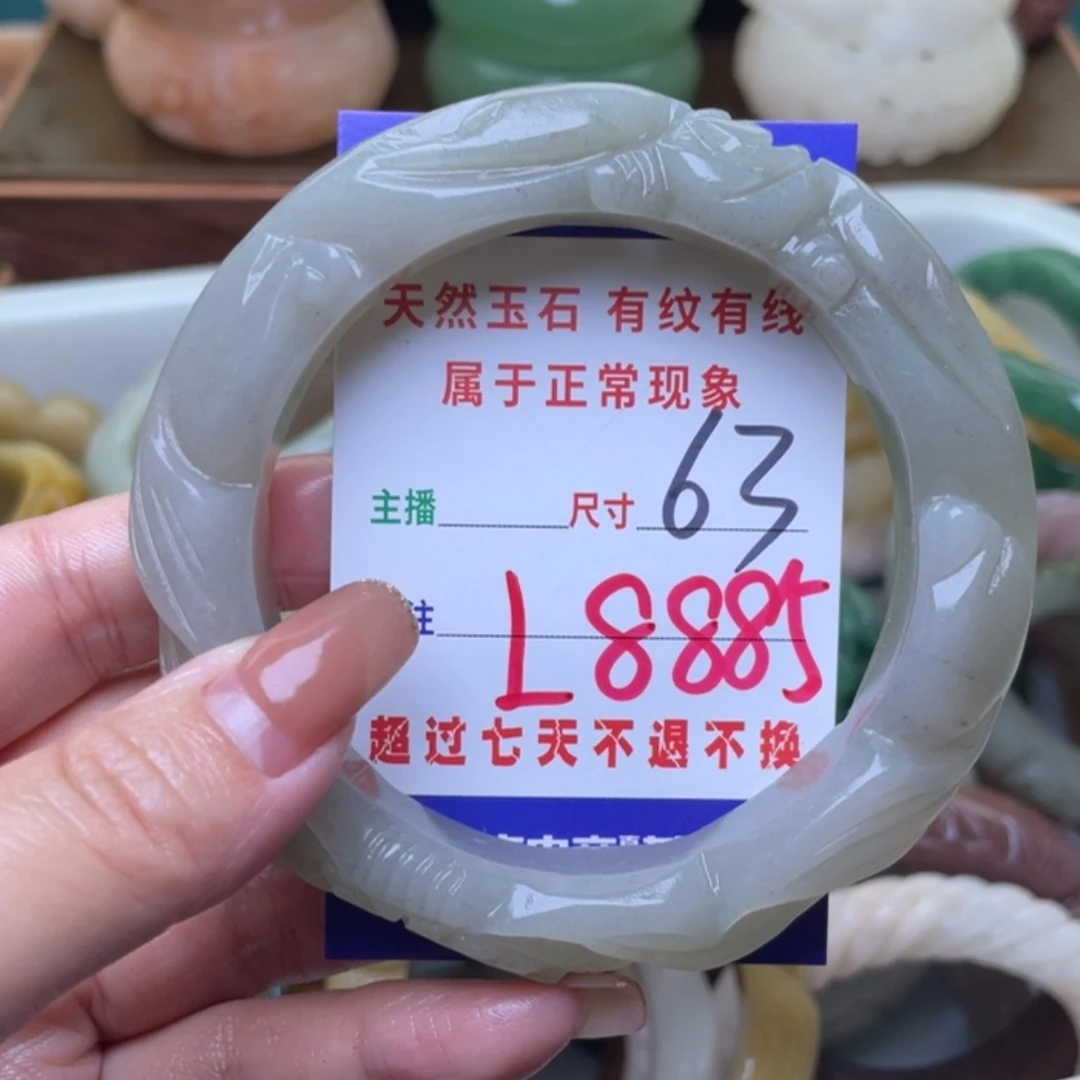 天然玉石 有纹有线
属于正常现象
主播 尺寸 63
注 L8885
超过七天不退不换